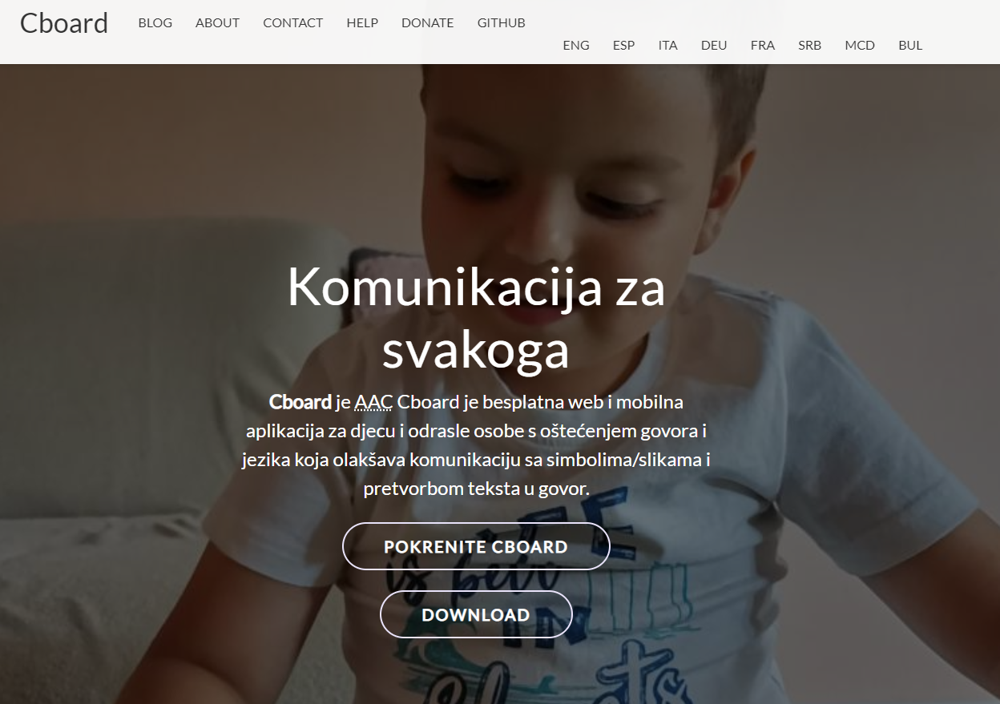 Cboard BLOG ABOUT CONTACT HELP DONATE GITHUB
ENG ESP ITA DEU FRA SRB MCD BUL
Komunikacija za
svakoga
Cboard je AAC Cboard je besplatna web i mobilna
aplikacija za djecu i odrasle osobe s oštećenjem govora i
jezika koja olakšava komunikaciju sa simbolima/slikama i
pretvorbom teksta u govor.
POKRENITE CBOARD
DOWNLOAD
is
IN